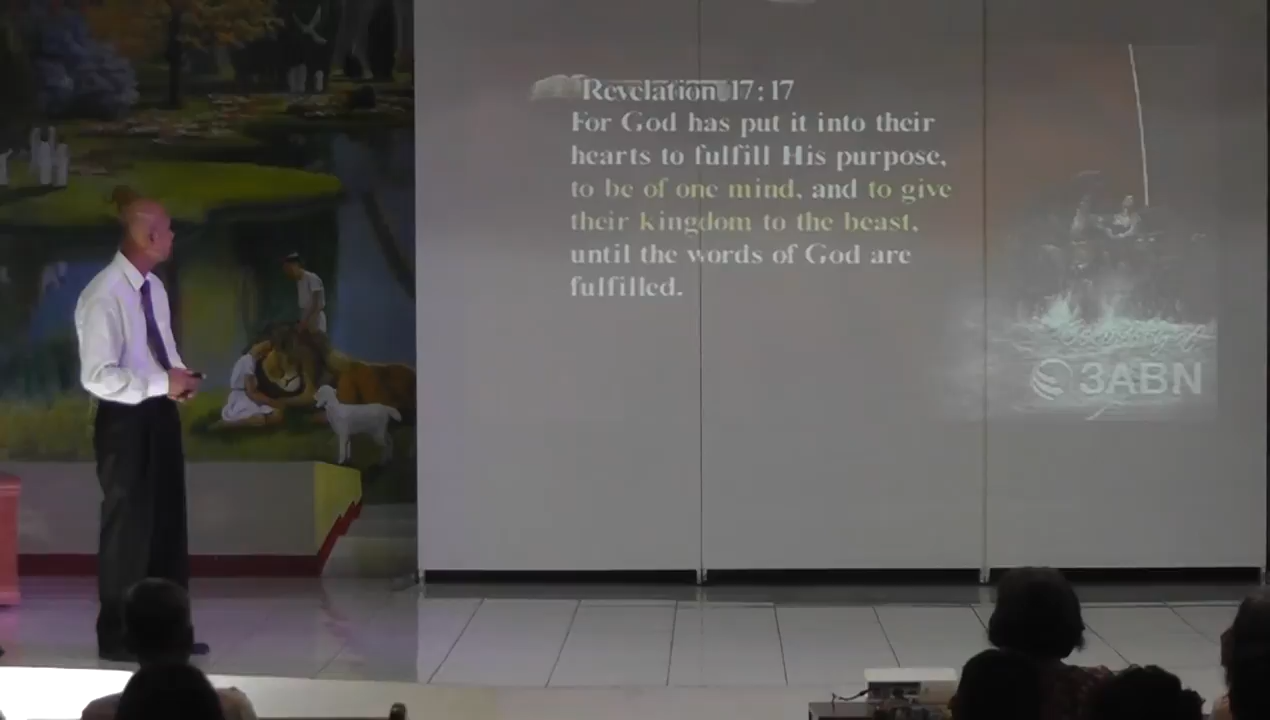 Revelation 17:17
For God has put it into their
hearts to fulfill His purpose,
to be of one mind, and to give
their kingdom to the beast,
until the words of God are
fulfilled.
3ABN